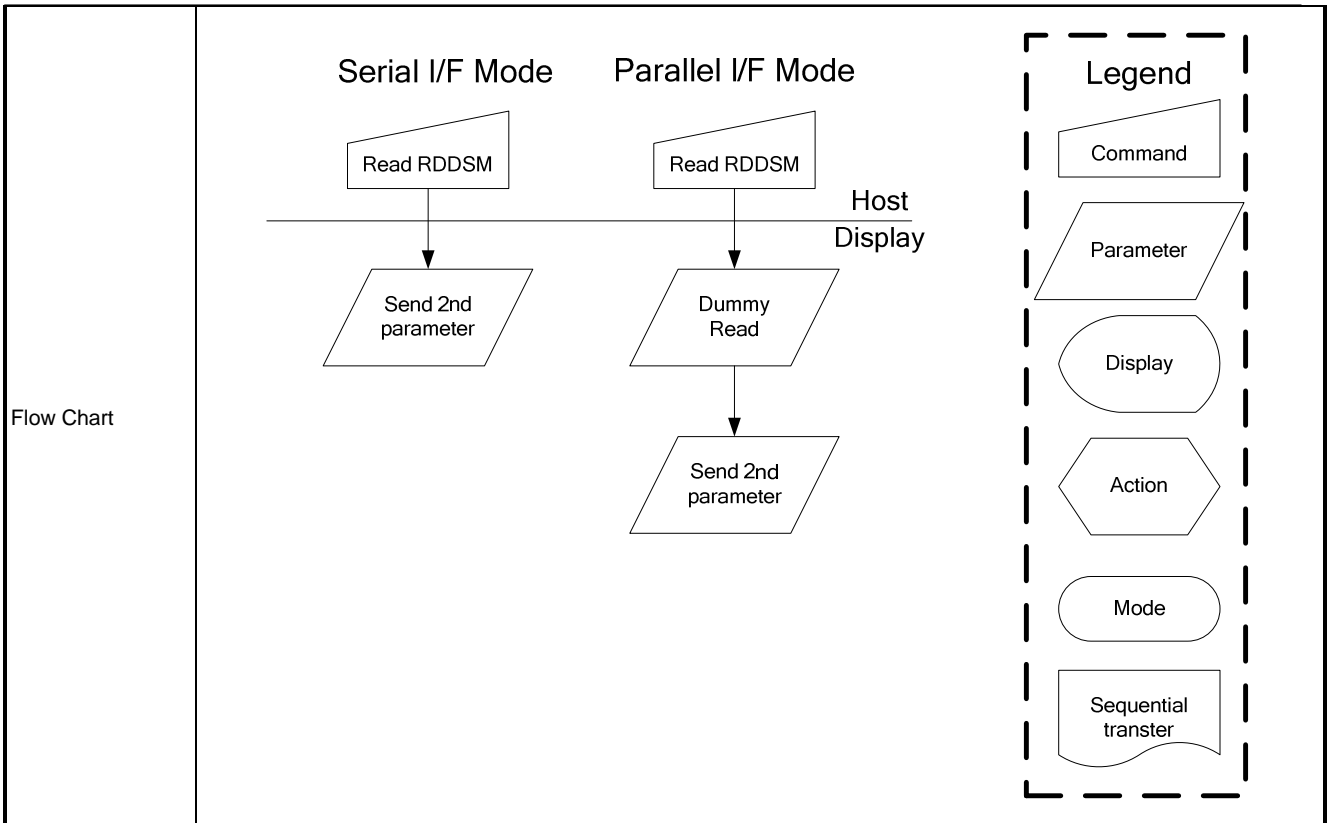 Flow Chart
Serial I/F Mode
Parallel I/F Mode
Read RDDSM
Read RDDSM
Host
Display
Send 2nd
parameter
Dummy
Read
Send 2nd
parameter
Legend
Command
Parameter
Display
Action
Mode
Sequential
transter